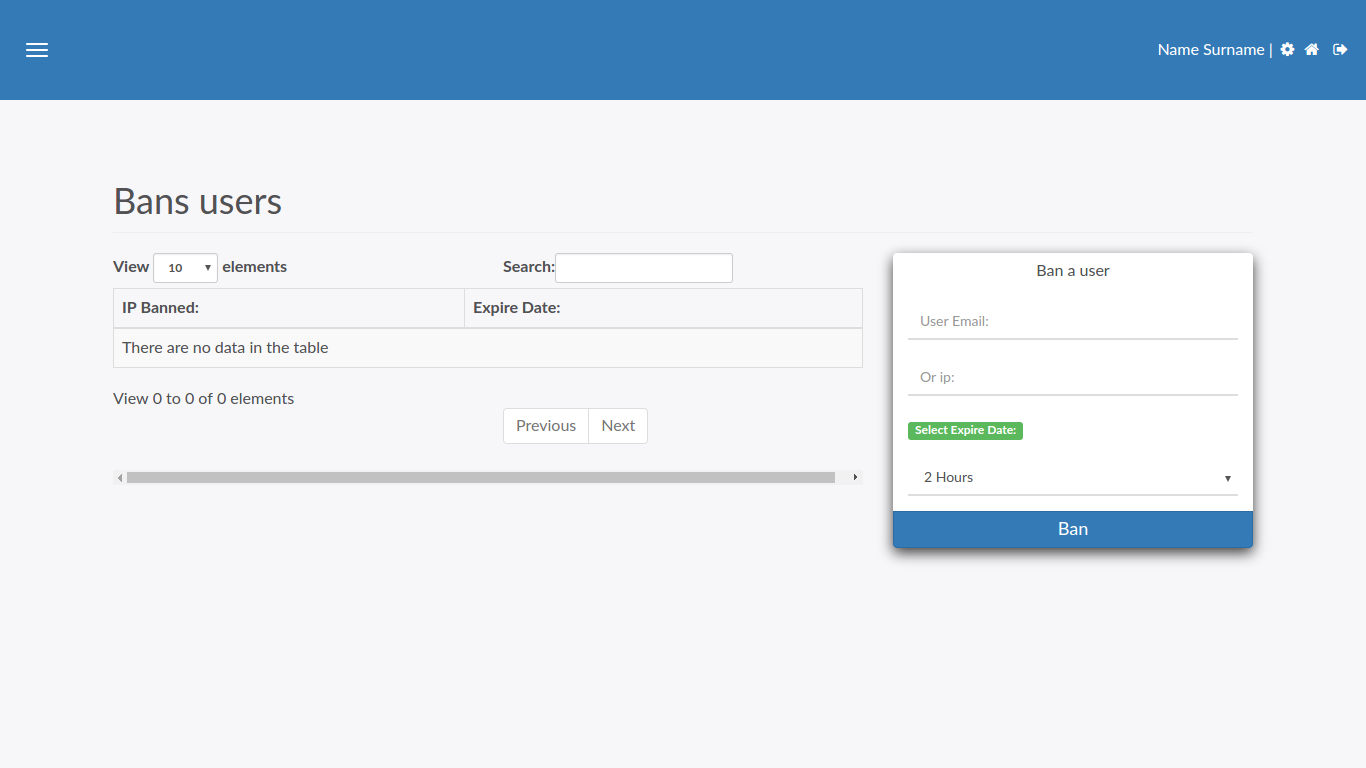 Name Surname |
Bans users
View 10 elements
Search:
IP Banned: Expire Date:
There are no data in the table
View 0 to 0 of 0 elements
Previous Next
Ban a user
User Email:
Or ip:
Select Expire Date:
2 Hours
Ban